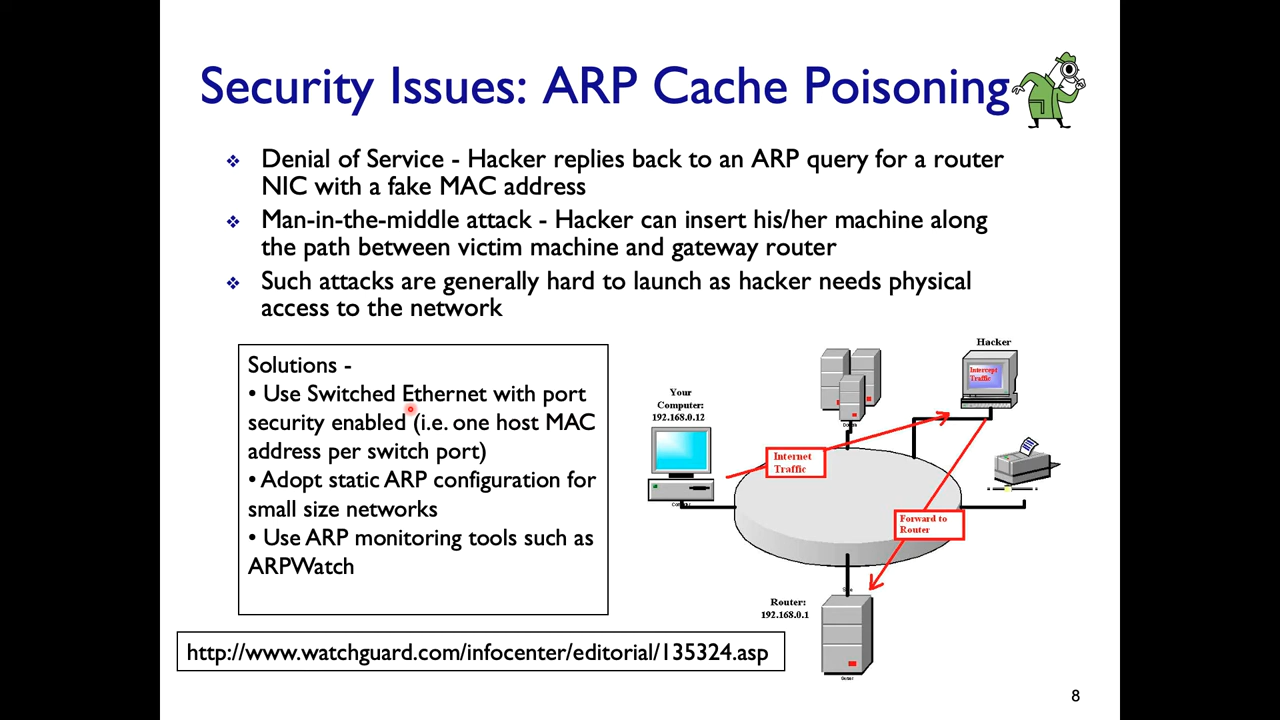 Security Issues: ARP Cache Poisoning
❖ Denial of Service - Hacker replies back to an ARP query for a router
NIC with a fake MAC address
❖ Man-in-the-middle attack - Hacker can insert his/her machine along
the path between victim machine and gateway router
❖ Such attacks are generally hard to launch as hacker needs physical
access to the network
Solutions -
• Use Switched Ethernet with port
security enabled (i.e. one host MAC
address per switch port)
• Adopt static ARP configuration for
small size networks
• Use ARP monitoring tools such as
ARPWatch
Hacker
Intercept
Traffic
Your
Computer:
192.168.0.12
Internet
Traffic
Forward to
Router
Router:
192.168.0.1
http://www.watchguard.com/infocenter/editorial/135324.asp
8